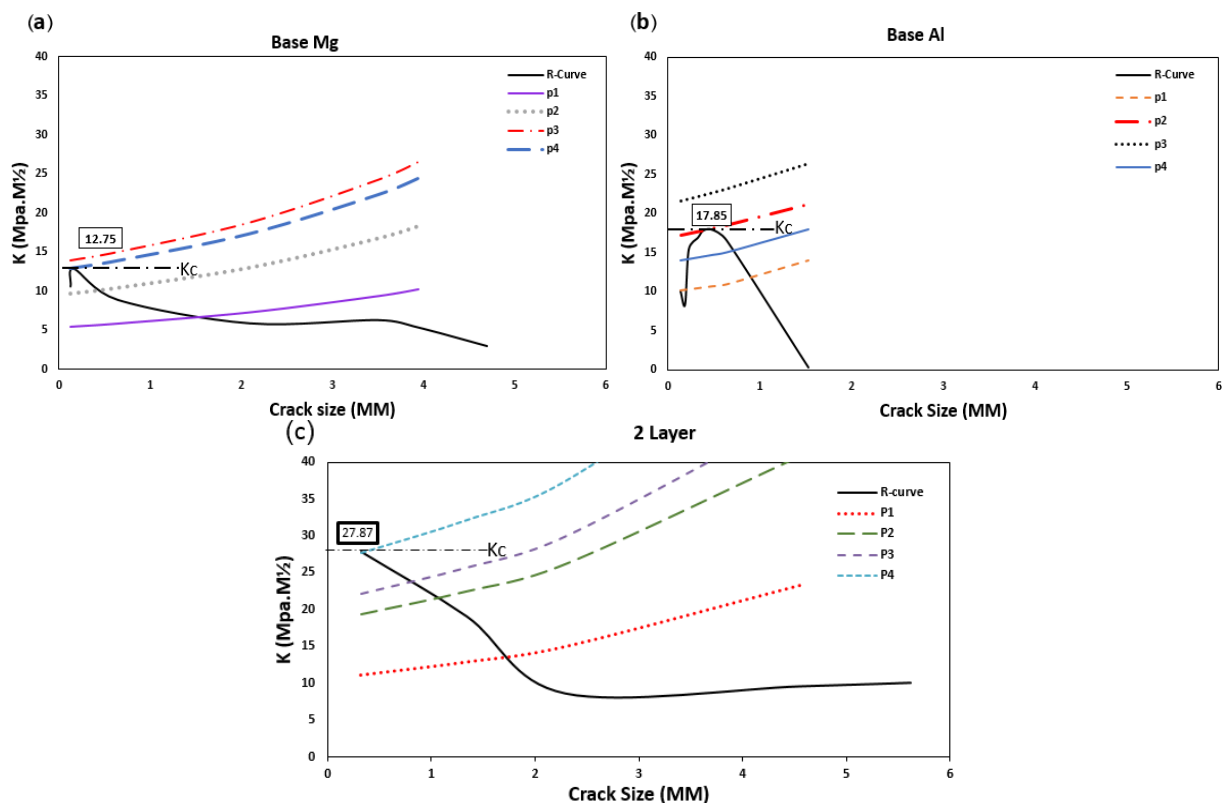 (a)
Base Mg
40
35
30
25
20
15
10
5
0
K (Mpa.M½)
R-Curve
p1
p2
p3
p4
12.75
Kc
0 1 2 3 4 5 6
Crack size (MM)
(b)
Base Al
40
35
30
25
20
15
10
5
0
K (Mpa.M½)
R-Curve
p1
p2
p3
p4
17.85
Kc
0 1 2 3 4 5 6
Crack Size (MM)
(c)
2 Layer
40
35
30
25
20
15
10
5
0
K (Mpa.M½)
R-curve
P1
P2
P3
P4
27.87
Kc
0 1 2 3 4 5 6
Crack Size (MM)